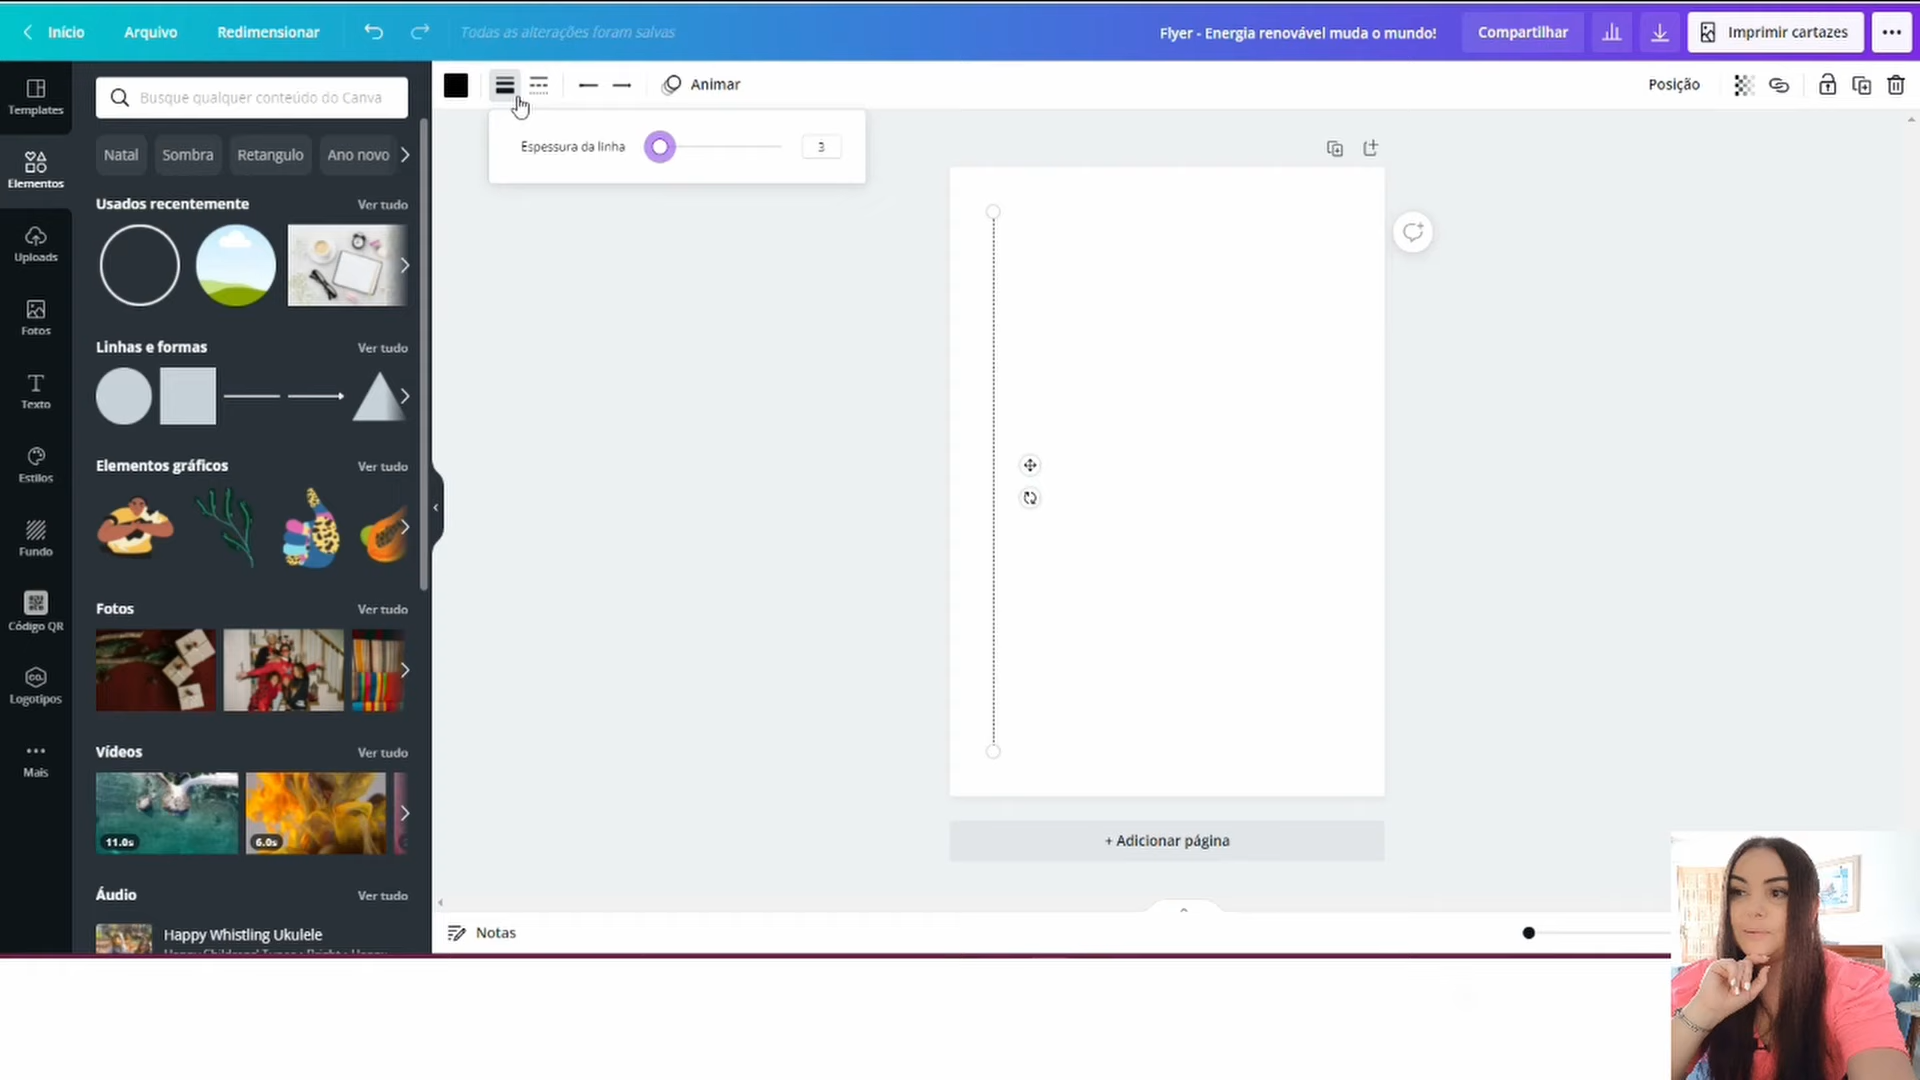 Início
Arquivo
Redimensionar
Todas as alterações foram salvas
Flyer - Energia renovável muda o mundo!
Compartilhar
Imprimir cartazes
Templates
Elementos
Uploads
Fotos
Texto
Estilos
Fundo
Código QR
Logotipos
CO.
Mais
Busque qualquer conteúdo do Canva
Natal
Sombra
Retangulo
Ano novo
Usados recentemente
Ver tudo
Linhas e formas
Ver tudo
Elementos gráficos
Ver tudo
Fotos
Ver tudo
Vídeos
Ver tudo
11.0s
6.0s
Áudio
Ver tudo
Happy Whistling Ukulele
Animar
Posição
Espessura da linha
3
+ Adicionar página
Notas